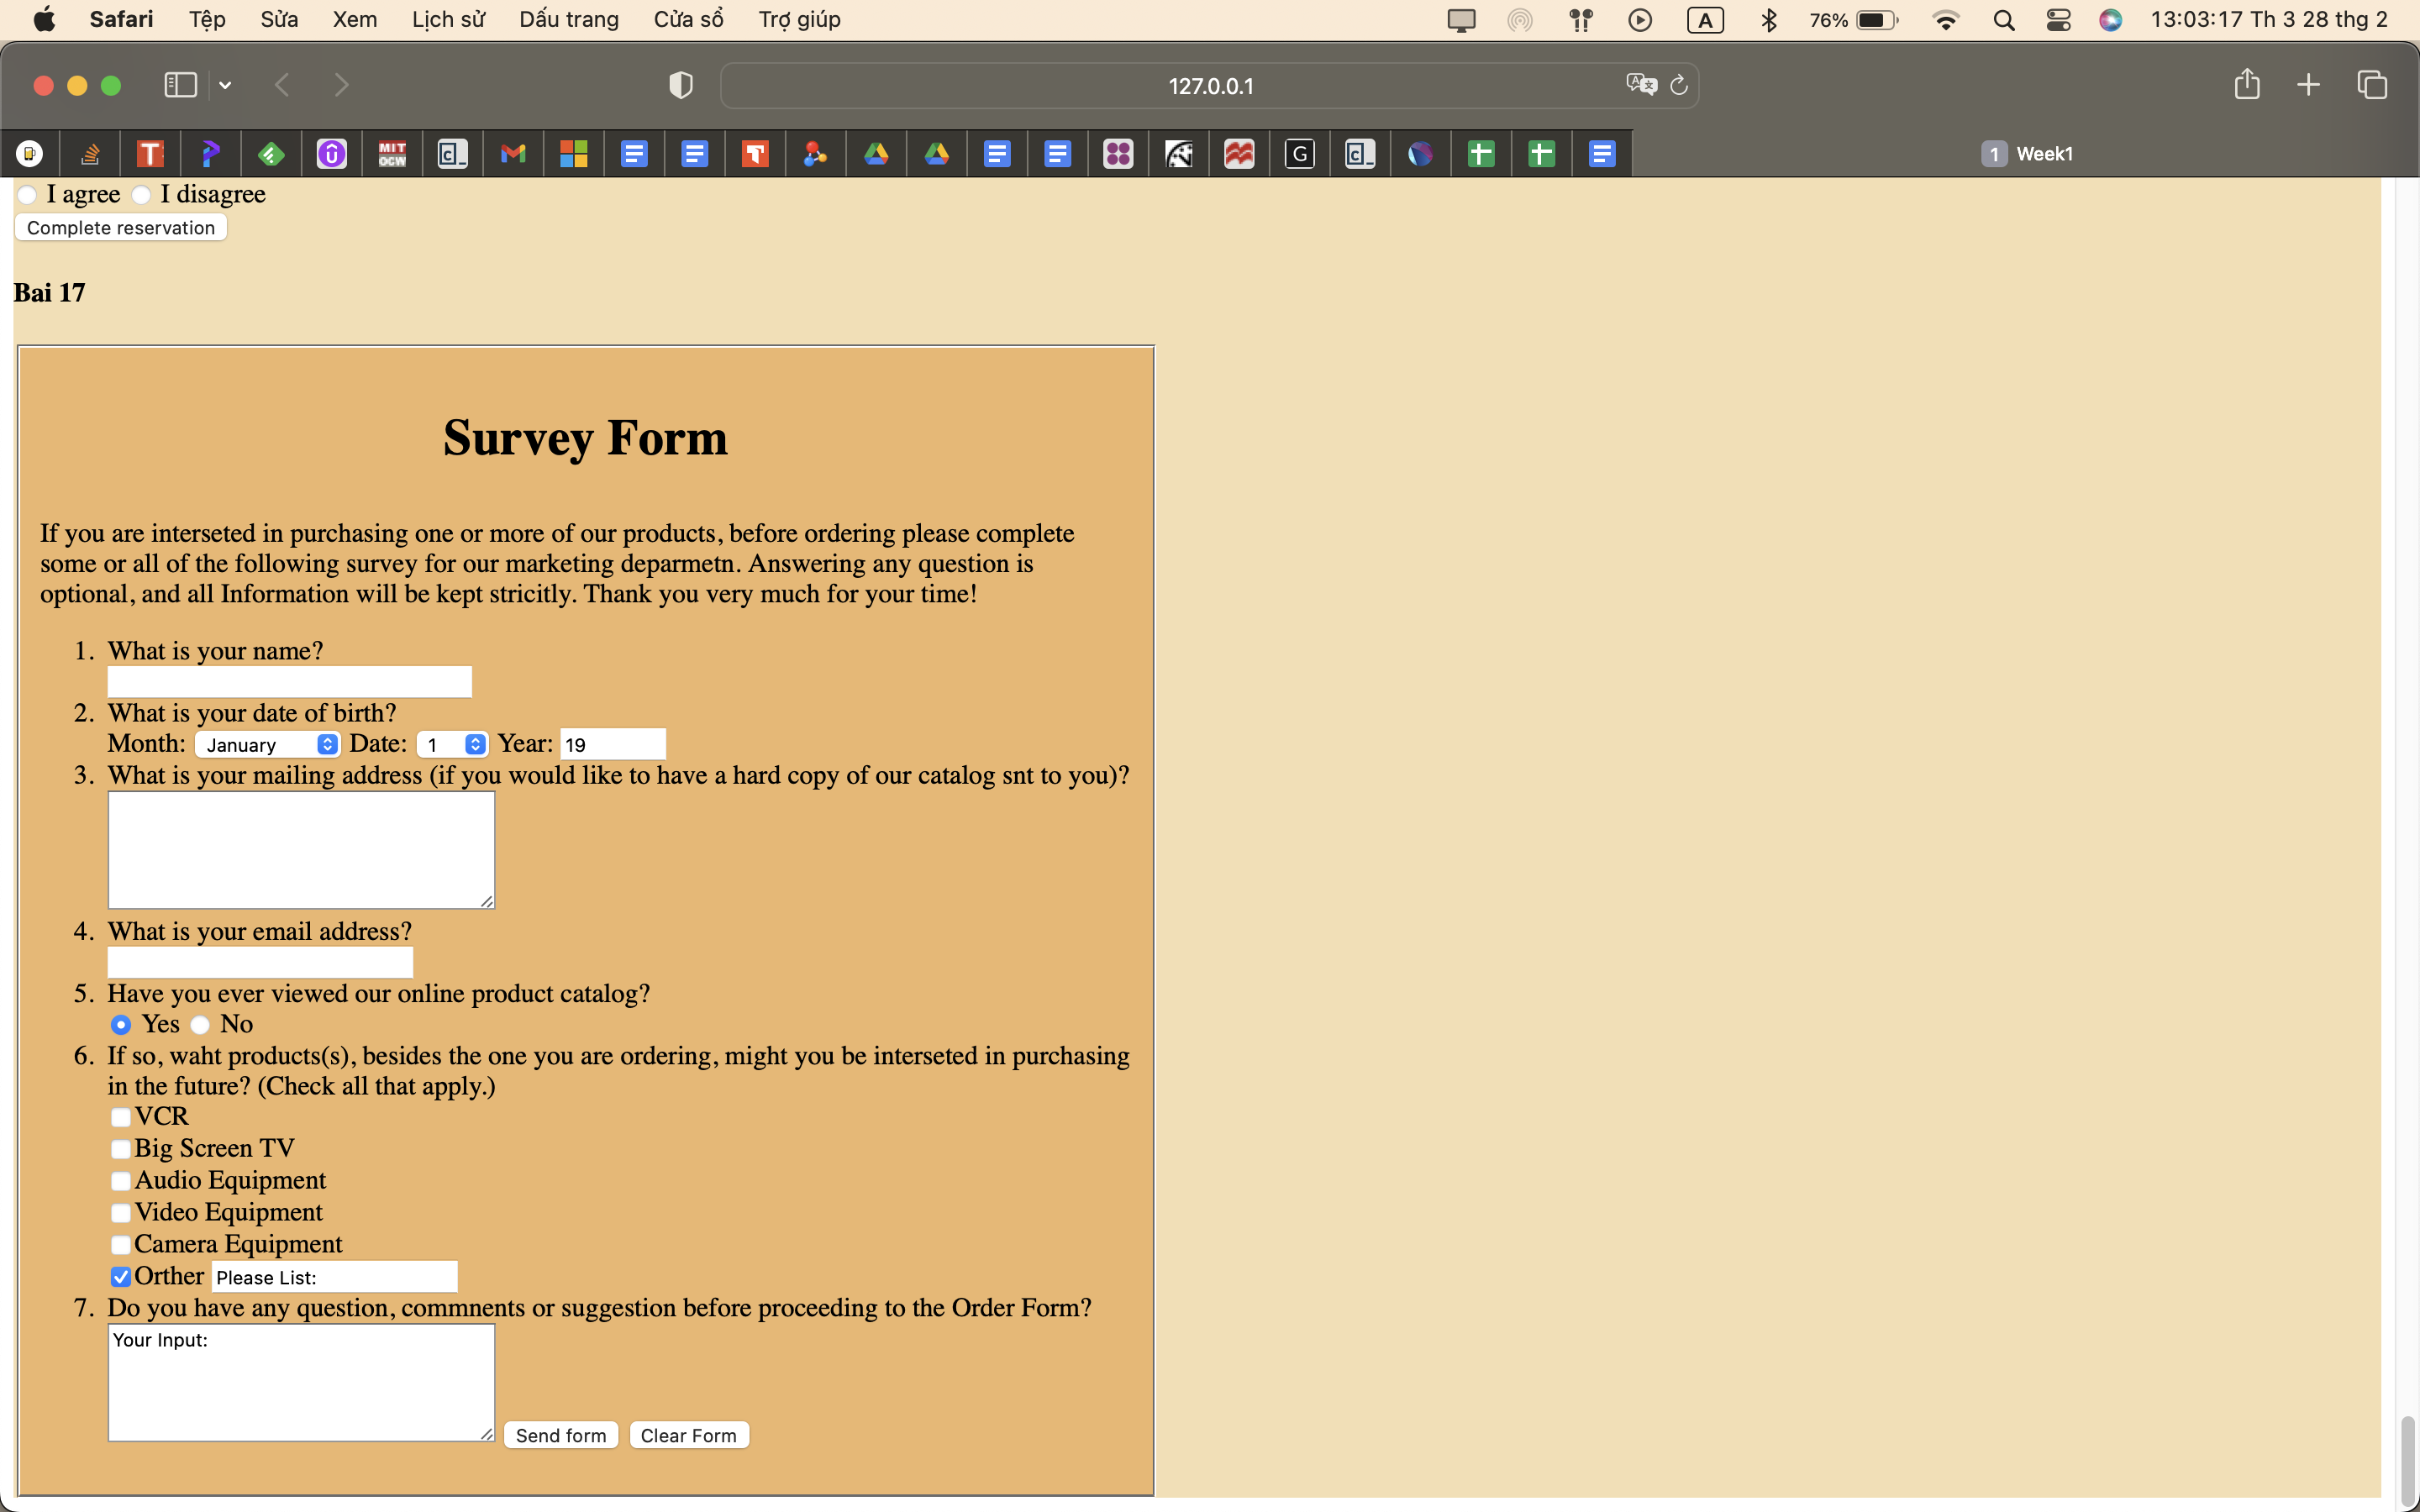 Safari Tệp Sửa Xem Lịch sử Dấu trang Cửa sổ Trợ giúp A 76% 13:03:17 Th 3 28 thg 2
127.0.0.1
MIT OCW G 1 Week1
I agree I disagree
Complete reservation
Bai 17
Survey Form
If you are interseted in purchasing one or more of our products, before ordering please complete
some or all of the following survey for our marketing deparmetn. Answering any question is
optional, and all Information will be kept stricitly. Thank you very much for your time!
1. What is your name?
2. What is your date of birth?
Month: January Date: 1 Year: 19
3. What is your mailing address (if you would like to have a hard copy of our catalog snt to you)?
4. What is your email address?
5. Have you ever viewed our online product catalog?
Yes No
6. If so, waht products(s), besides the one you are ordering, might you be interseted in purchasing
in the future? (Check all that apply.)
VCR
Big Screen TV
Audio Equipment
Video Equipment
Camera Equipment
Orther Please List:
7. Do you have any question, commnents or suggestion before proceeding to the Order Form?
Your Input:
Send form Clear Form